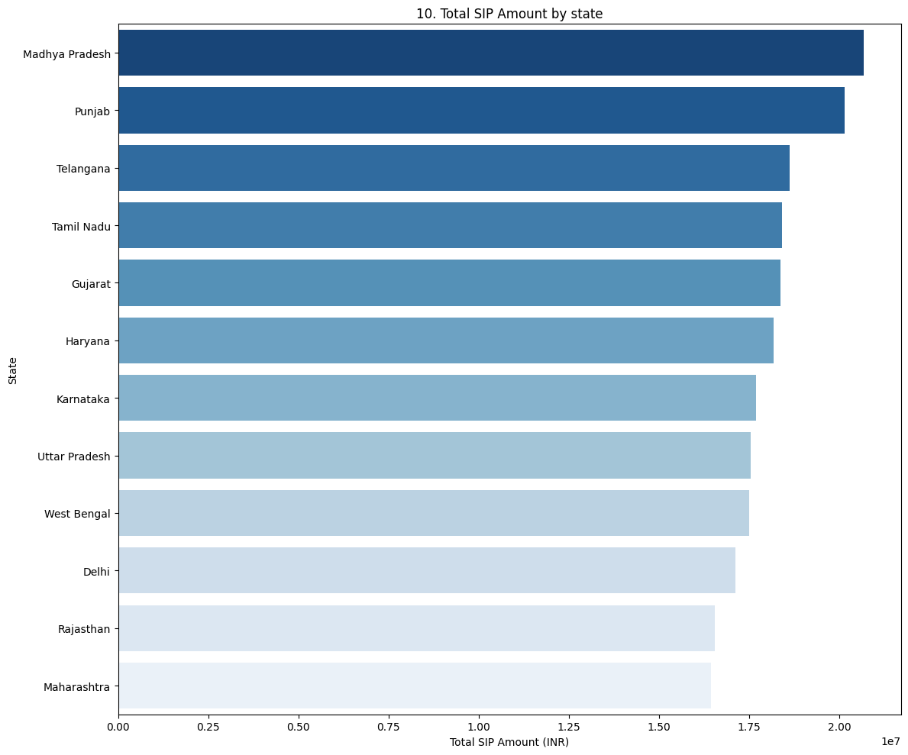 10. Total SIP Amount by state
Madhya Pradesh
Punjab
Telangana
Tamil Nadu
Gujarat
Haryana
Karnataka
Uttar Pradesh
West Bengal
Delhi
Rajasthan
Maharashtra
State
0.00 0.25 0.50 0.75 1.00 1.25 1.50 1.75 2.00
1e7
Total SIP Amount (INR)